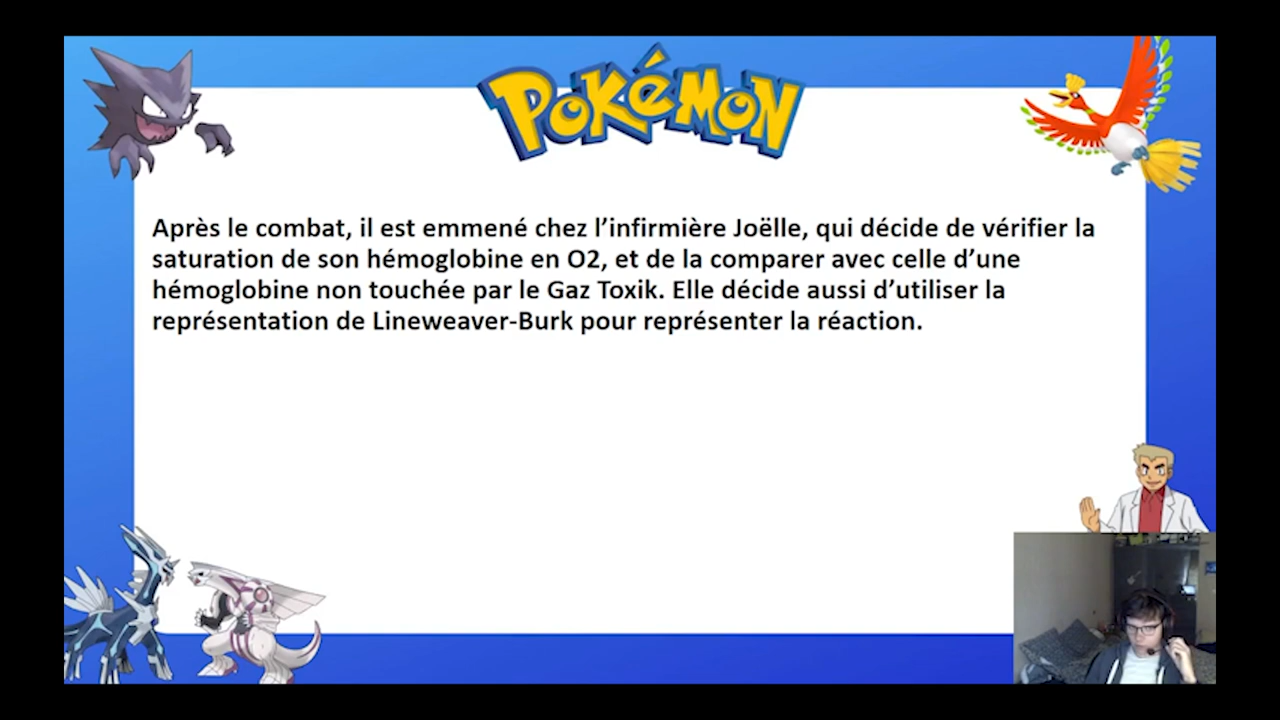 POKéMON
Après le combat, il est emmené chez l’infirmière Joëlle, qui décide de vérifier la
saturation de son hémoglobine en O2, et de la comparer avec celle d’une
hémoglobine non touchée par le Gaz Toxik. Elle décide aussi d’utiliser la
représentation de Lineweaver-Burk pour représenter la réaction.